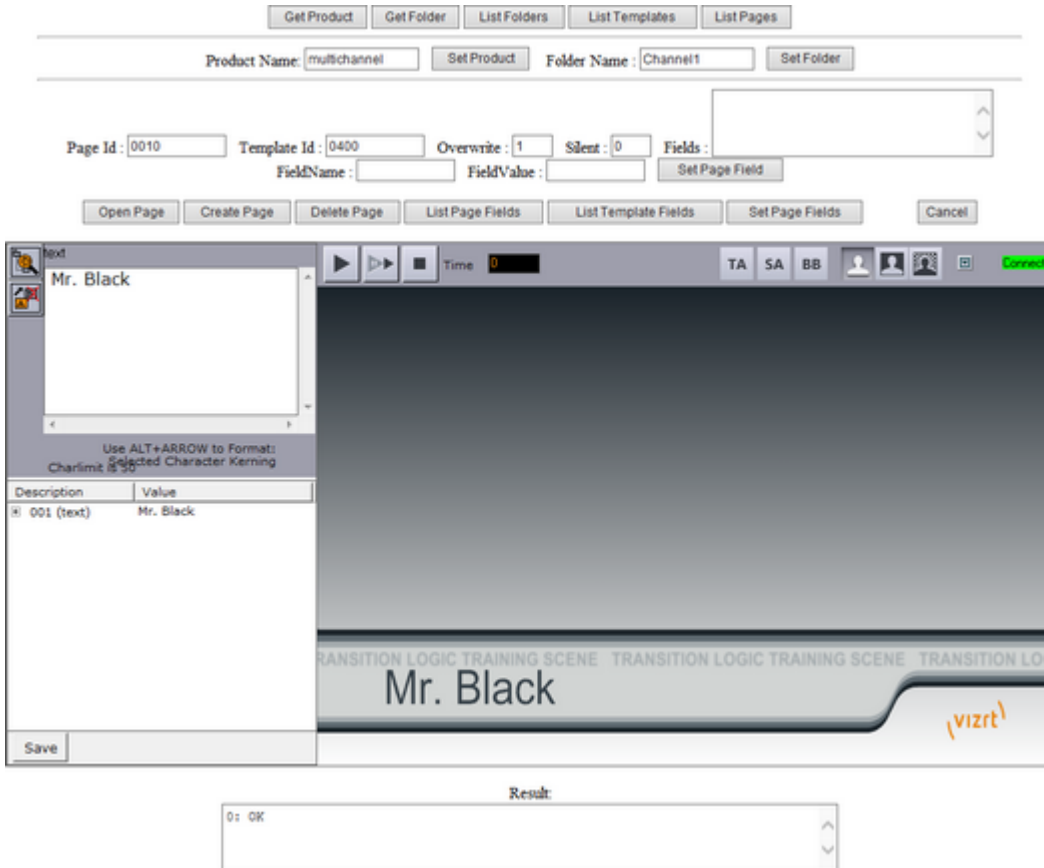 Get Product Get Folder List Folders List Templates List Pages
Product Name: multichannel Set Product Folder Name : Channel1 Set Folder
Page Id : 0010 Template Id : 0400 Overwrite : 1 Silent : 0 Fields :
FieldName : FieldValue : Set Page Field
Open Page Create Page Delete Page List Page Fields List Template Fields Set Page Fields Cancel
text
Time 0 TA SA BB Connect
Mr. Black
Use ALT+ARROW to Format:
Charlimit is 50 Selected Character Kerning
Description Value
001 (text) Mr. Black
RANSITION LOGIC TRAINING SCENE TRANSITION LOGIC TRAINING SCENE TRANSITION LO
Mr. Black
vizrt
Save
Result:
0: OK